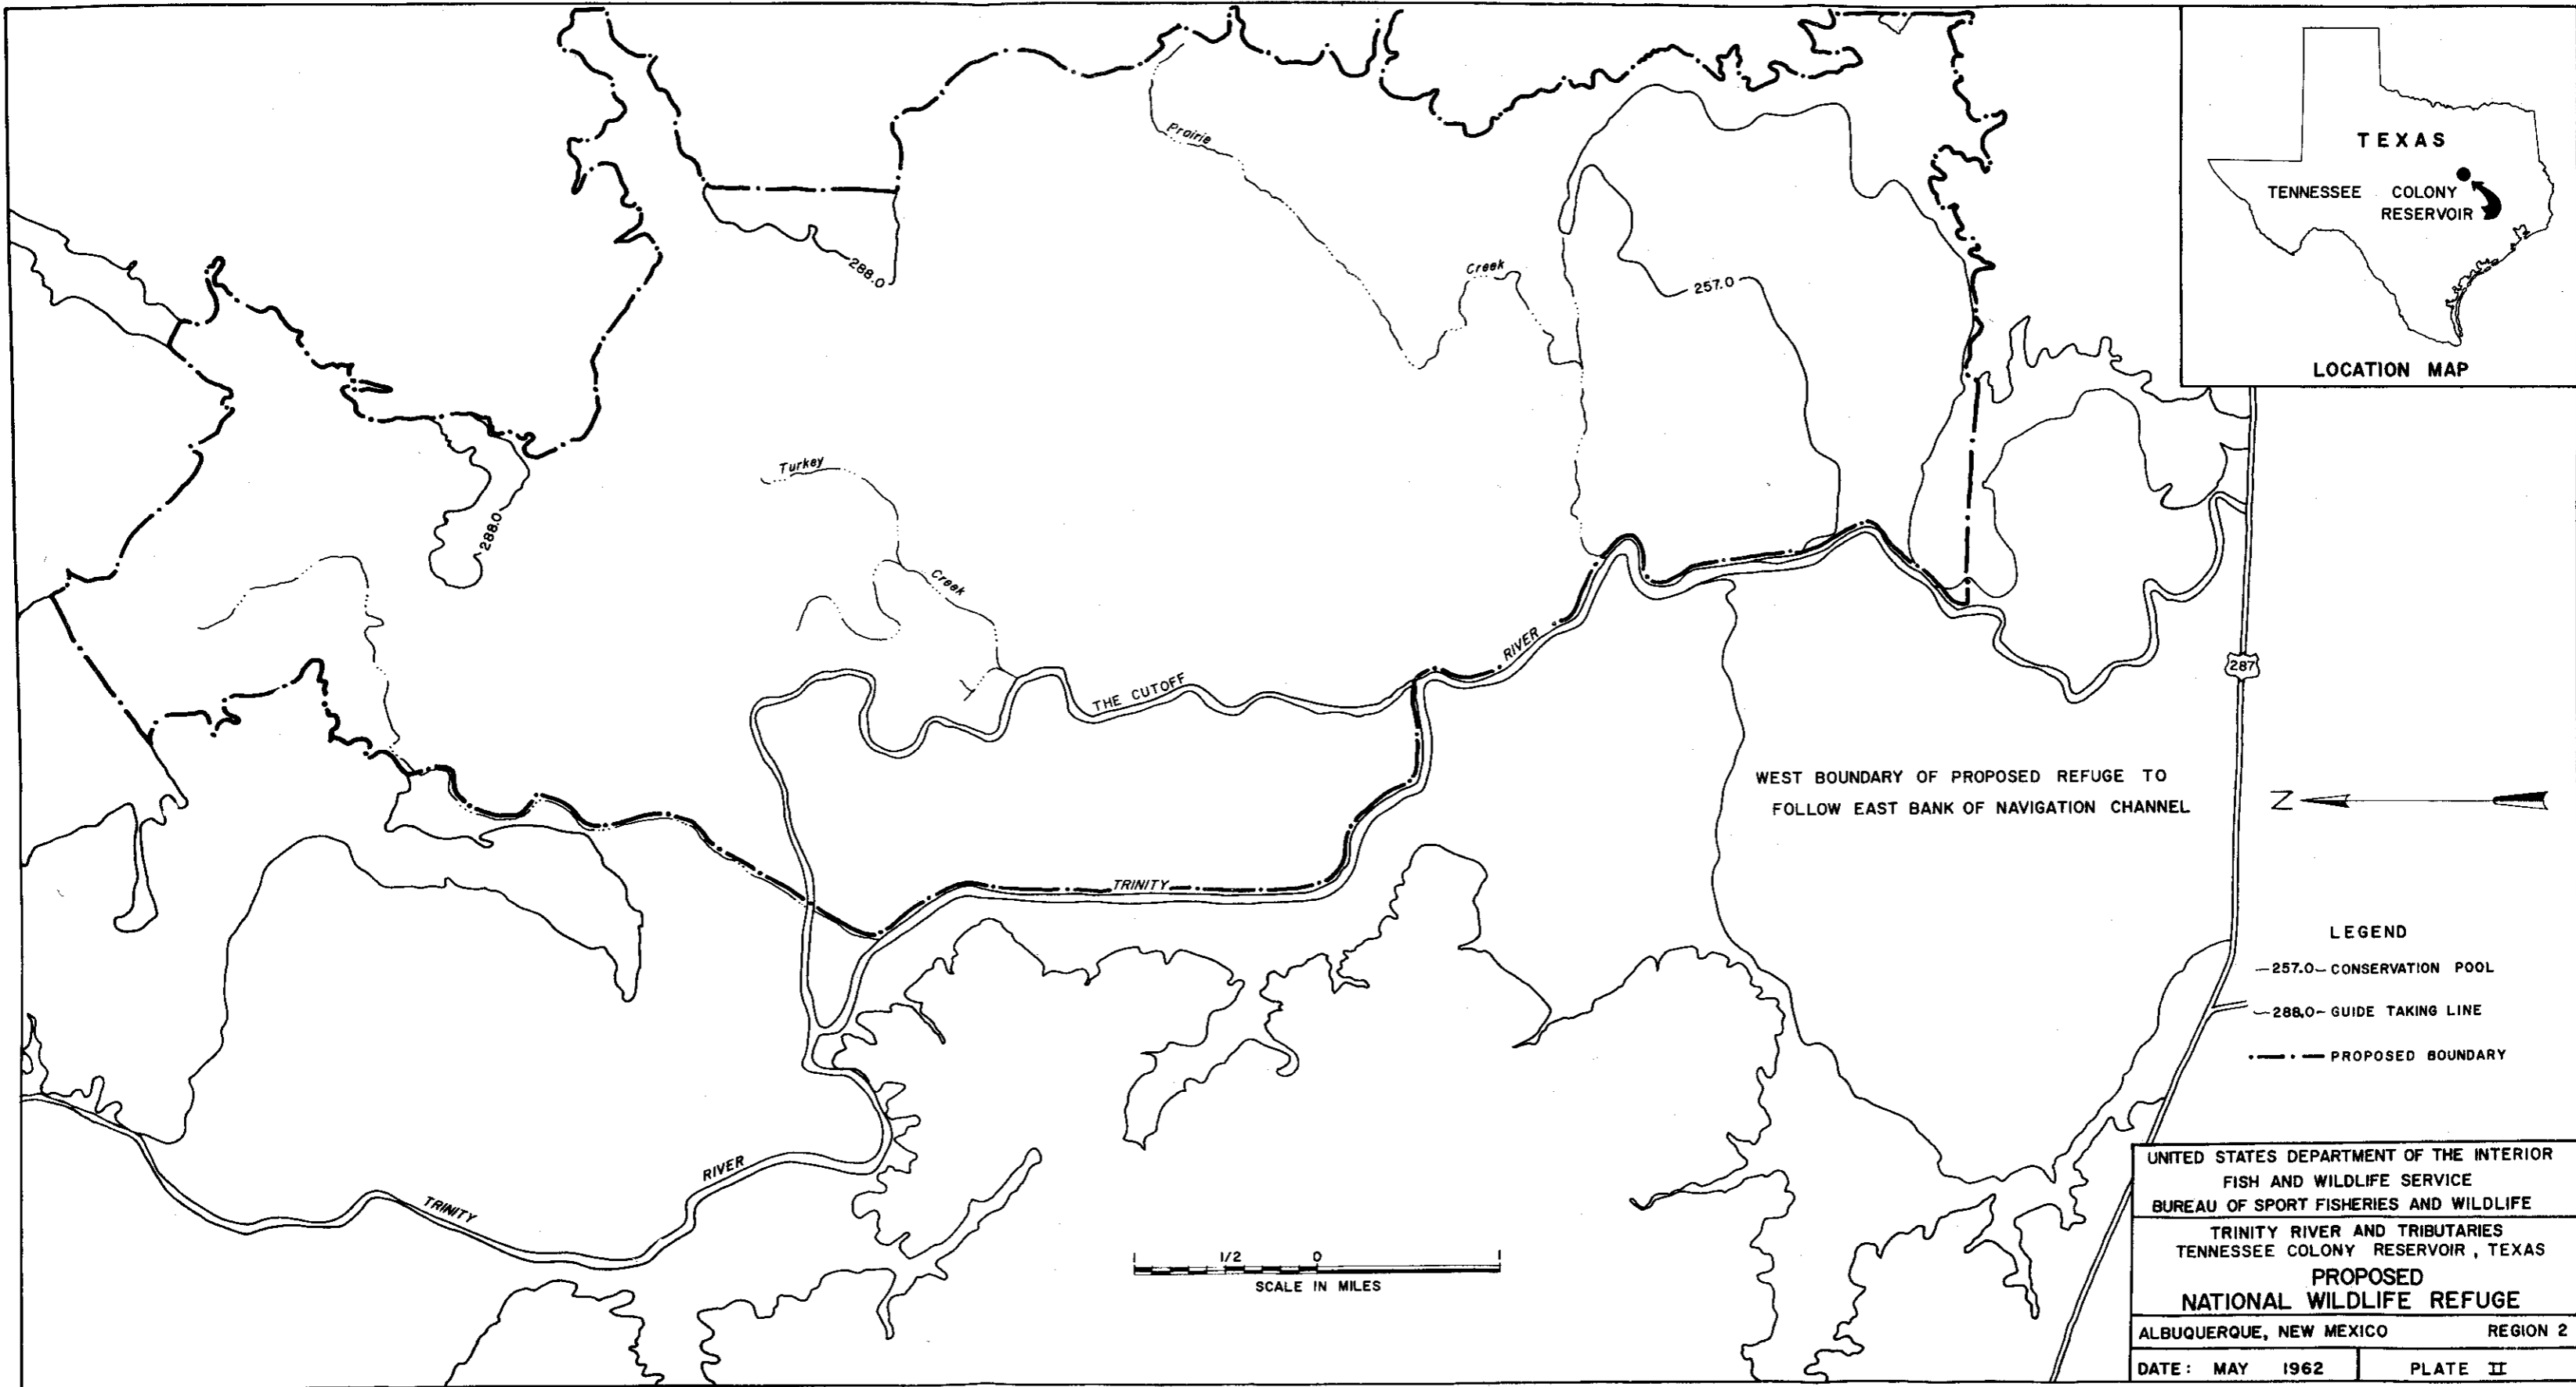 TEXAS
TENNESSEE COLONY
RESERVOIR
LOCATION MAP
Prairie
Creek
288.0
257.0
288.0
Turkey
Creek
THE CUTOFF
RIVER
287
WEST BOUNDARY OF PROPOSED REFUGE TO
FOLLOW EAST BANK OF NAVIGATION CHANNEL
Z
TRINITY
TRINITY
RIVER
LEGEND
257.0 CONSERVATION POOL
288.0 GUIDE TAKING LINE
PROPOSED BOUNDARY
1 1/2 0 1
SCALE IN MILES
UNITED STATES DEPARTMENT OF THE INTERIOR
FISH AND WILDLIFE SERVICE
BUREAU OF SPORT FISHERIES AND WILDLIFE
TRINITY RIVER AND TRIBUTARIES
TENNESSEE COLONY RESERVOIR, TEXAS
PROPOSED
NATIONAL WILDLIFE REFUGE
ALBUQUERQUE, NEW MEXICO REGION 2
DATE: MAY 1962 PLATE II